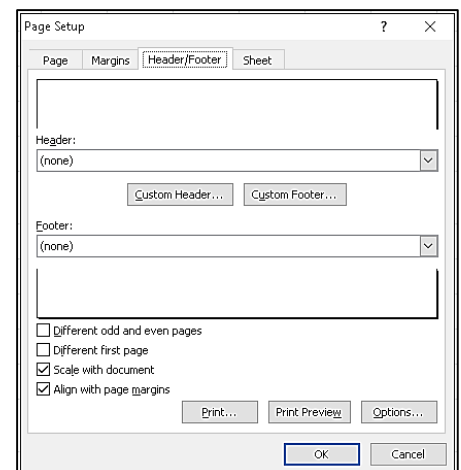 Page Setup ? ×
Page Margins Header/Footer Sheet
Header:
(none)
Custom Header... Custom Footer...
Footer:
(none)
Different odd and even pages
Different first page
Scale with document
Align with page margins
Print... Print Preview Options...
OK Cancel